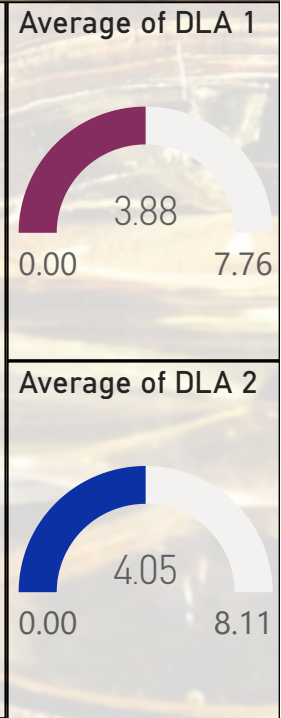 Average of DLA 1
3.88
0.00 7.76
Average of DLA 2
4.05
0.00 8.11